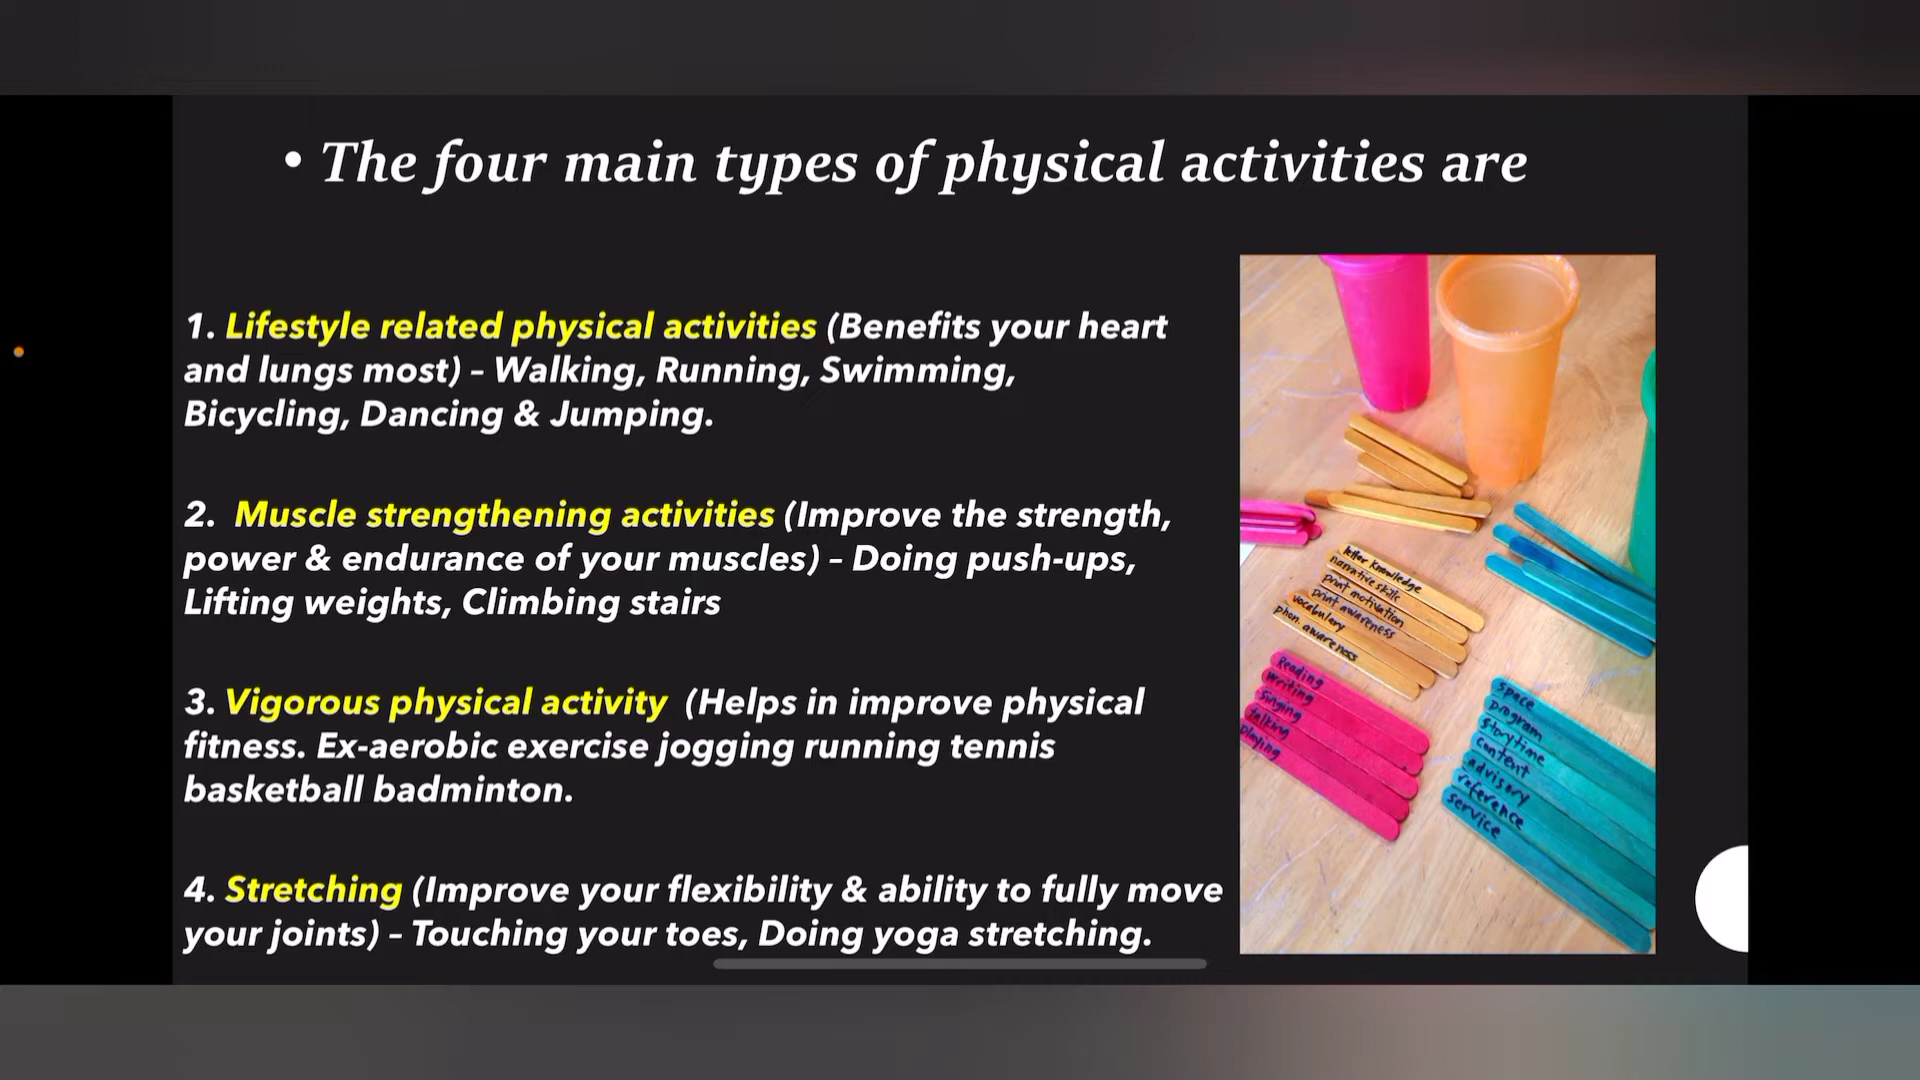 • The four main types of physical activities are
1. Lifestyle related physical activities (Benefits your heart
and lungs most) – Walking, Running, Swimming,
Bicycling, Dancing & Jumping.
2. Muscle strengthening activities (Improve the strength,
power & endurance of your muscles) – Doing push-ups,
Lifting weights, Climbing stairs
3. Vigorous physical activity (Helps in improve physical
fitness. Ex-aerobic exercise jogging running tennis
basketball badminton.
4. Stretching (Improve your flexibility & ability to fully move
your joints) – Touching your toes, Doing yoga stretching.
letter knowledge
narrative skills
print motivation
print awareness
vocabulary
phon. awareness
Reading
writing
singing
talking
playing
space
program
storytime
content
advisory
reference
service